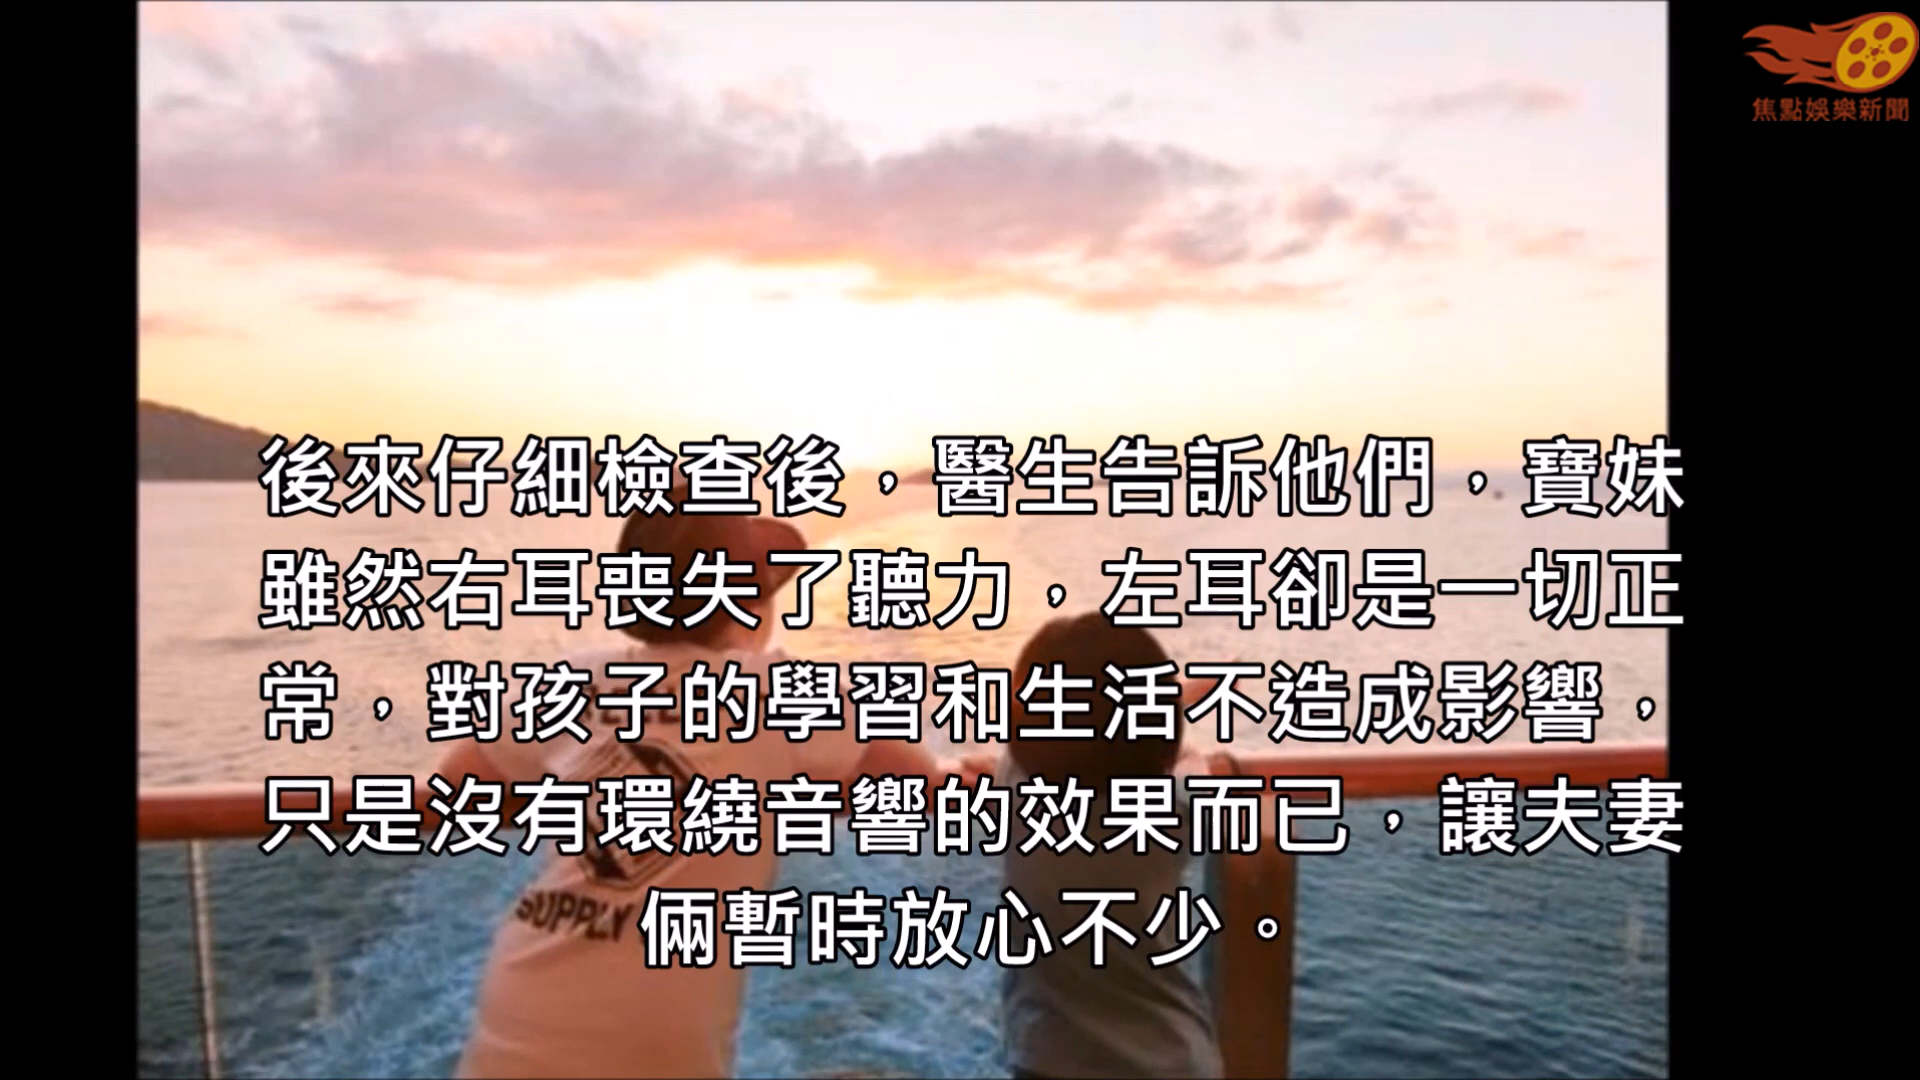 焦點娛樂新聞
後來仔細檢查後，醫生告訴他們，寶妹
雖然右耳喪失了聽力，左耳卻是一切正
常，對孩子的學習和生活不造成影響，
只是沒有環繞音響的效果而已，讓夫妻
倆暫時放心不少。
SUPPLY